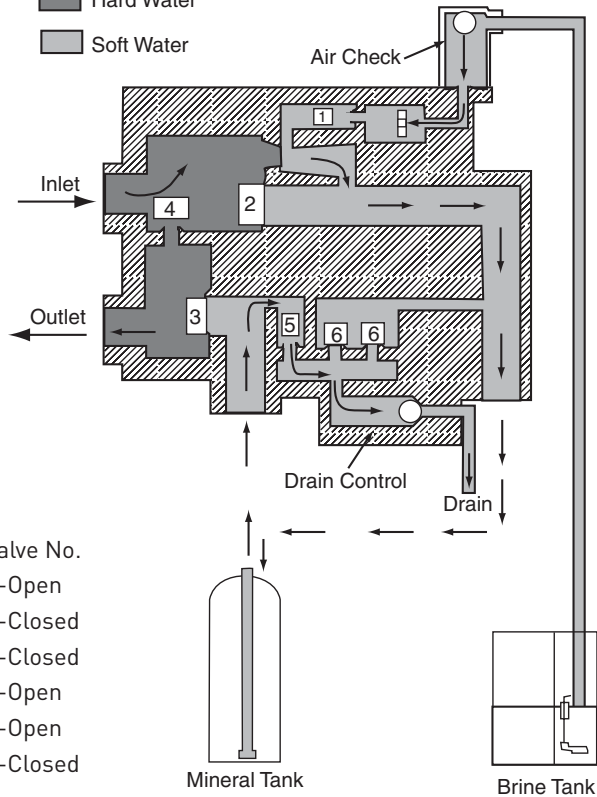 Hard Water
Soft Water
Air Check
1
Inlet
4
2
Outlet
3
5
6
6
Drain Control
Drain
alve No.
-Open
-Closed
-Closed
-Open
-Open
-Closed
Mineral Tank
Brine Tank